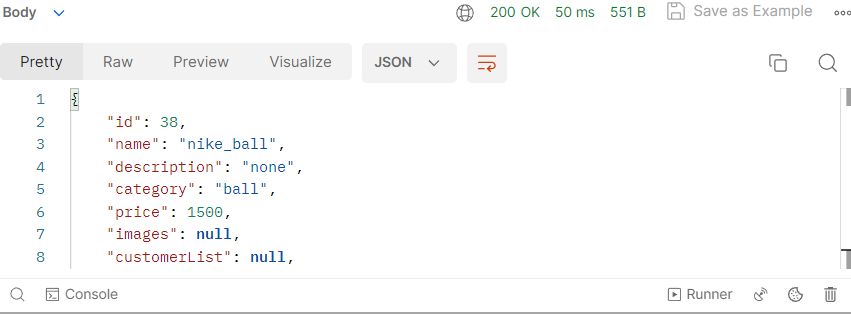 Body 200 OK 50 ms 551 B Save as Example
Pretty Raw Preview Visualize JSON
1 {
2 "id": 38,
3 "name": "nike_ball",
4 "description": "none",
5 "category": "ball",
6 "price": 1500,
7 "images": null,
8 "customerList": null,
Console Runner